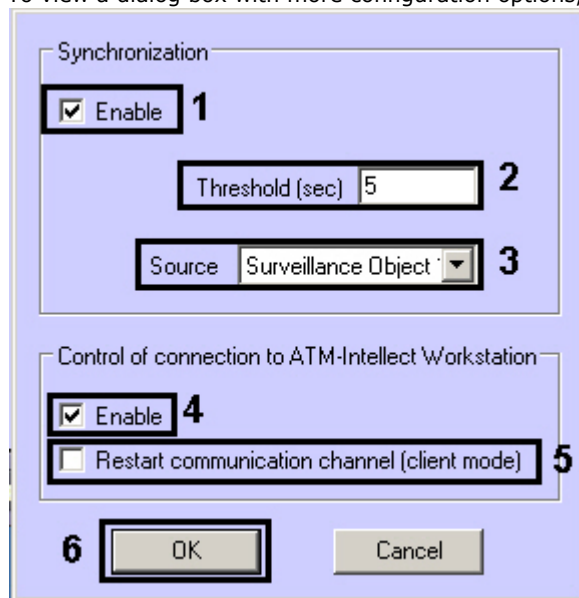 To view a dialog box with more configuration options,
Synchronization
Enable 1
Threshold (sec) 5 2
Source Surveillance Object 3
Control of connection to ATM-Intellect Workstation
Enable 4
Restart communication channel (client mode) 5
6 OK Cancel